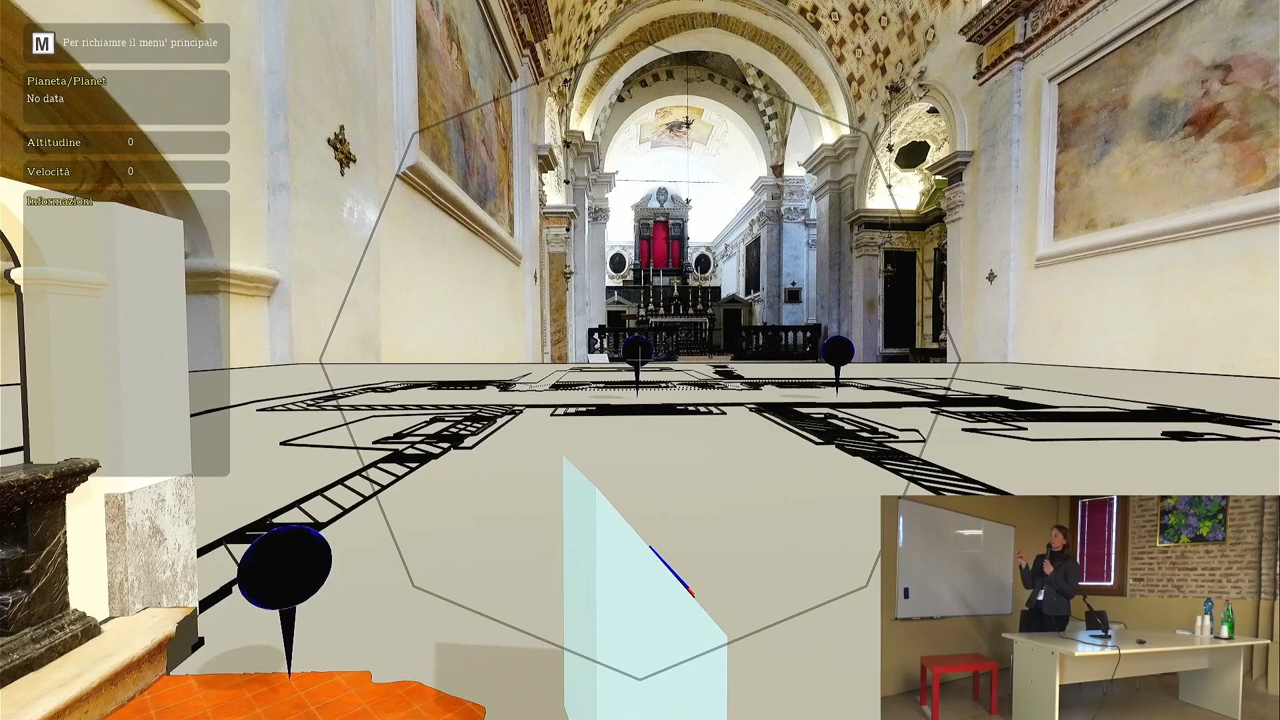 M Per richiamre il menu' principale
Pianeta/Planet
No data
Altitudine 0
Velocità 0
Informazioni